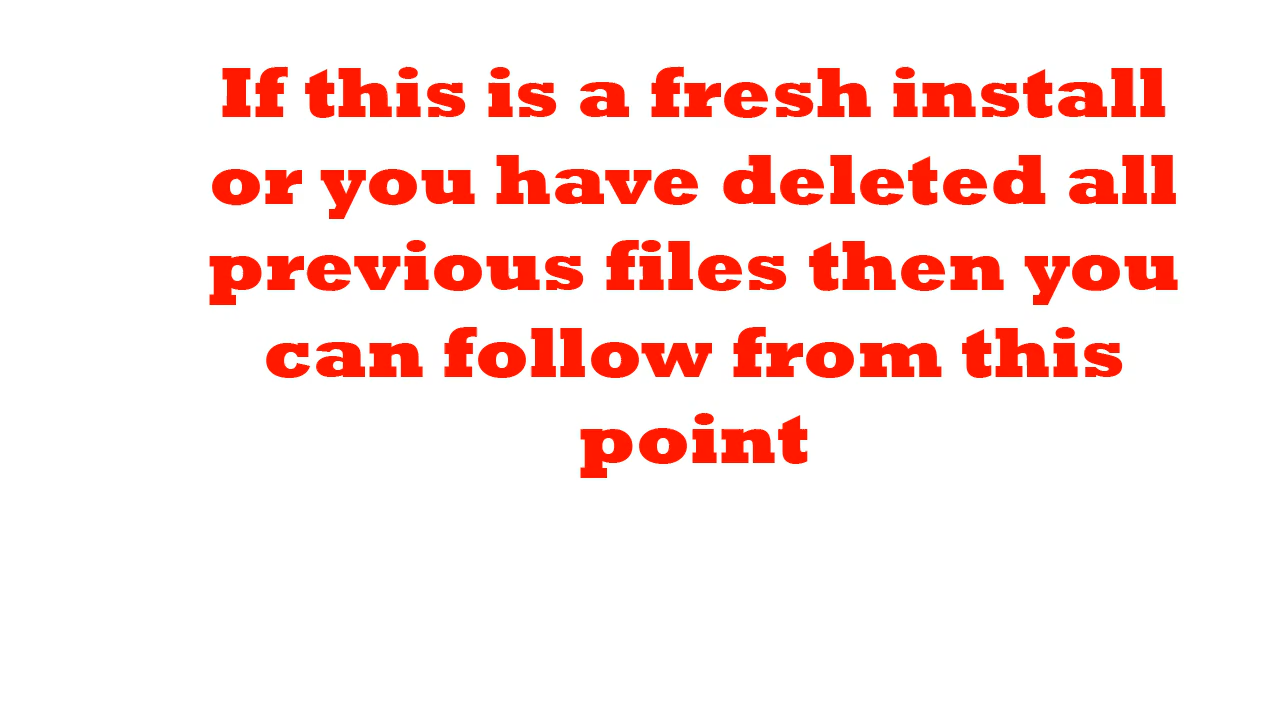 If this is a fresh install
or you have deleted all
previous files then you
can follow from this
point